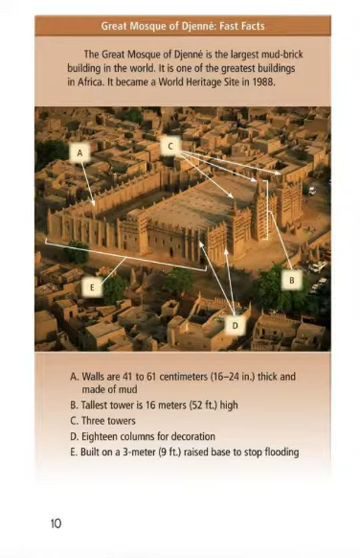 Great Mosque of Djenné: Fast Facts
The Great Mosque of Djenné is the largest mud-brick
building in the world. It is one of the greatest buildings
in Africa. It became a World Heritage Site in 1988.
A
C
B
E
D
A. Walls are 41 to 61 centimeters (16–24 in.) thick and
made of mud
B. Tallest tower is 16 meters (52 ft.) high
C. Three towers
D. Eighteen columns for decoration
E. Built on a 3-meter (9 ft.) raised base to stop flooding
10